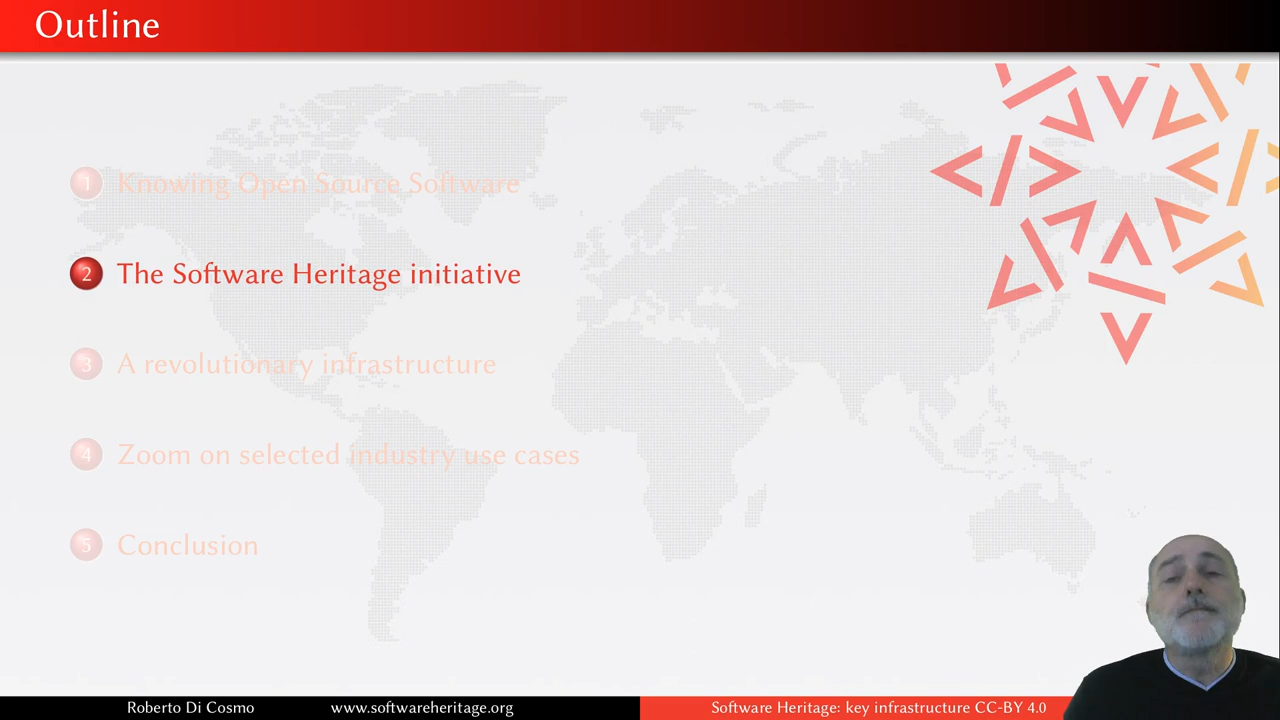 Outline
1 Knowing Open Source Software
2 The Software Heritage initiative
3 A revolutionary infrastructure
4 Zoom on selected industry use cases
5 Conclusion
Roberto Di Cosmo www.softwareheritage.org Software Heritage: key infrastructure CC-BY 4.0